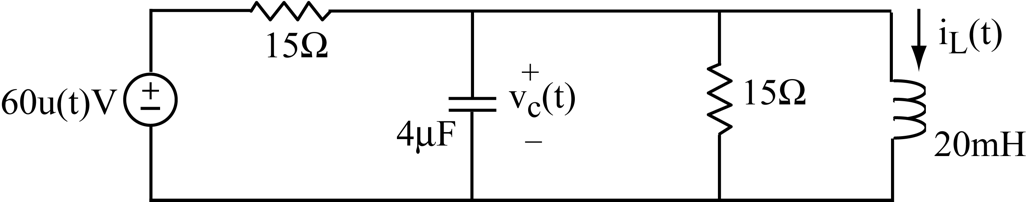 15Ω
iL(t)
60u(t)V
+
−
4μF
+
vc(t)
−
15Ω
20mH